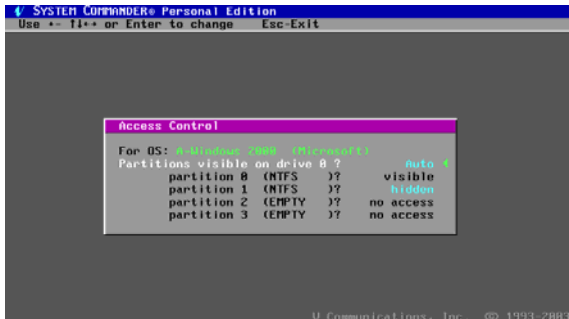 SYSTEM COMMANDER® Personal Edition
Use +- ↑↓←→ or Enter to change Esc-Exit
Access Control
For OS: A-Windows 2000 (Microsoft)
Partitions visible on drive 0 ? Auto
partition 0 (NTFS )? visible
partition 1 (NTFS )? hidden
partition 2 (EMPTY )? no access
partition 3 (EMPTY )? no access
V Communications, Inc. © 1993-2003